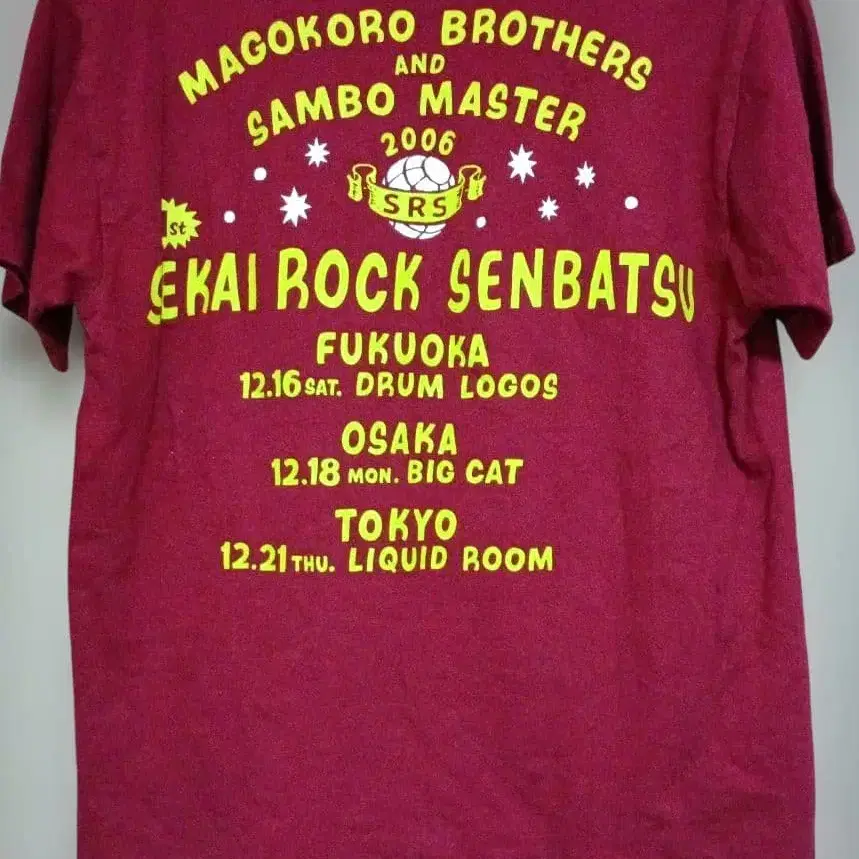 MAGOKORO BROTHERS
AND
SAMBO MASTER
2006
SRS
1st
SEKAI ROCK SENBATSU
FUKUOKA
12.16 SAT. DRUM LOGOS
OSAKA
12.18 MON. BIG CAT
TOKYO
12.21 THU. LIQUID ROOM